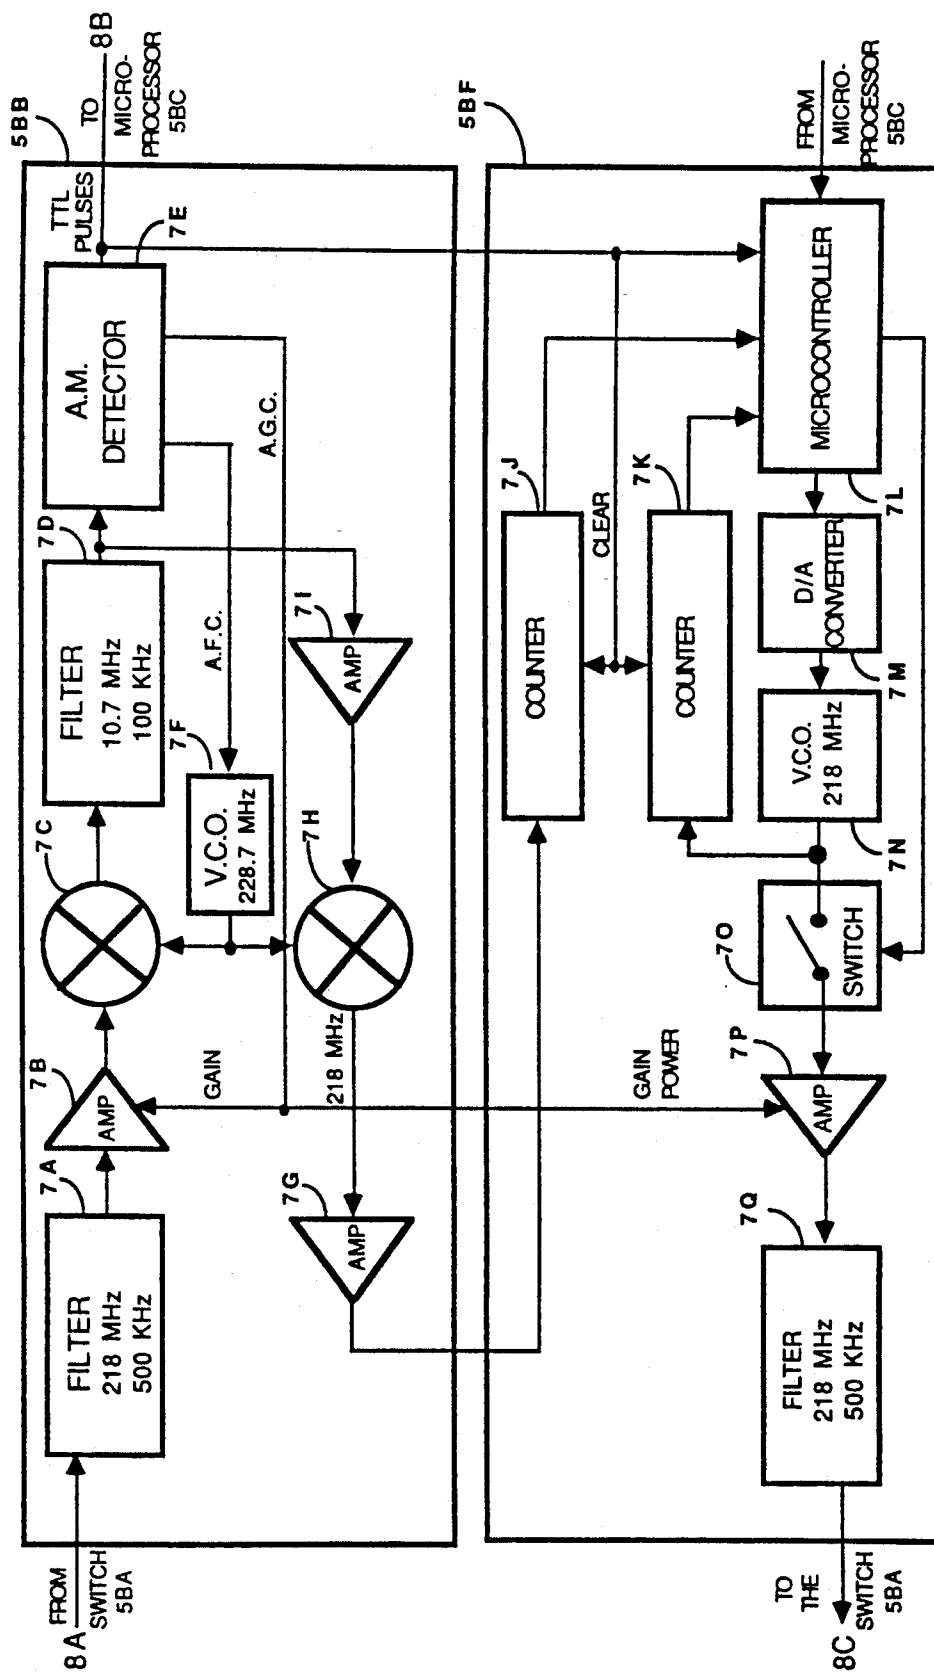 8A
FROM
SWITCH
5BA
FILTER
218 MHz
500 KHz
7A
AMP
7B
GAIN
7C
FILTER
10.7 MHz
100 KHz
7D
A.M.
DETECTOR
7E
TTL
PULSES
5BB
TO
MICRO-
PROCESSOR
5BC
8B
V.C.O.
228.7 MHz
7F
A.F.C.
A.G.C.
AMP
7G
218 MHz
7H
AMP
7I
5BF
COUNTER
7J
CLEAR
COUNTER
7K
FROM
MICRO-
PROCESSOR
5BC
MICROCONTROLLER
7L
D/A
CONVERTER
7M
V.C.O.
218 MHz
7N
SWITCH
7O
GAIN
POWER
AMP
7P
FILTER
218 MHz
500 KHz
7Q
TO
THE
SWITCH
5BA
8C